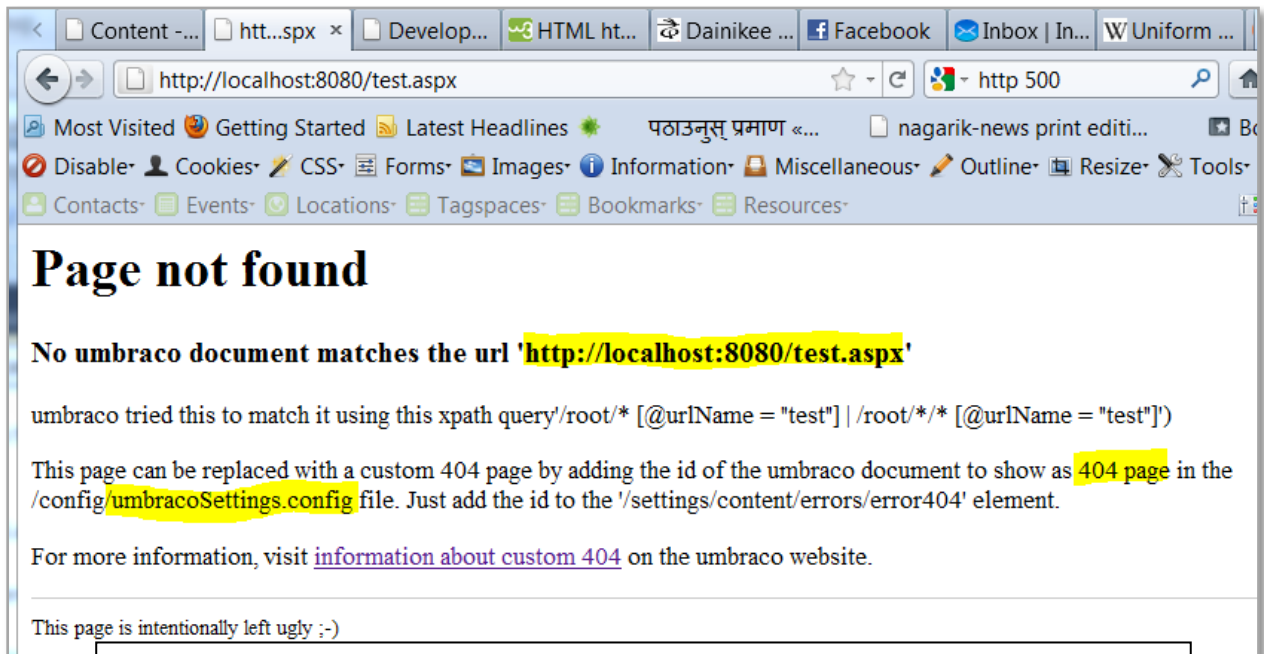 Content -... htt...spx × Develop... HTML ht... Dainikee ... Facebook Inbox | In... Uniform ...
http://localhost:8080/test.aspx http 500
Most Visited Getting Started Latest Headlines पठाउनुस् प्रमाण «... nagarik-news print editi...
Disable Cookies CSS Forms Images Information Miscellaneous Outline Resize Tools
Contacts Events Locations Tagspaces Bookmarks Resources
Page not found
No umbraco document matches the url 'http://localhost:8080/test.aspx'
umbraco tried this to match it using this xpath query'/root/* [@urlName = "test"] | /root/*/* [@urlName = "test"]')
This page can be replaced with a custom 404 page by adding the id of the umbraco document to show as 404 page in the
/config/umbracoSettings.config file. Just add the id to the '/settings/content/errors/error404' element.
For more information, visit information about custom 404 on the umbraco website.
This page is intentionally left ugly ;-)